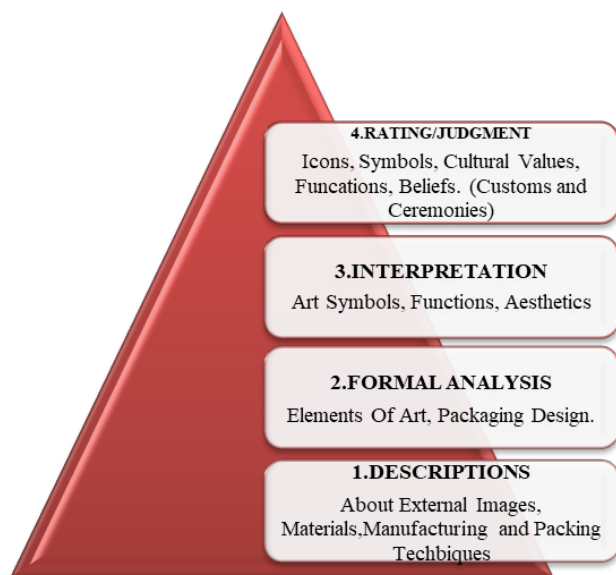 4.RATING/JUDGMENT
Icons, Symbols, Cultural Values,
Funcations, Beliefs. (Customs and
Ceremonies)
3.INTERPRETATION
Art Symbols, Functions, Aesthetics
2.FORMAL ANALYSIS
Elements Of Art, Packaging Design.
1.DESCRIPTIONS
About External Images,
Materials,Manufacturing and Packing
Techbiques